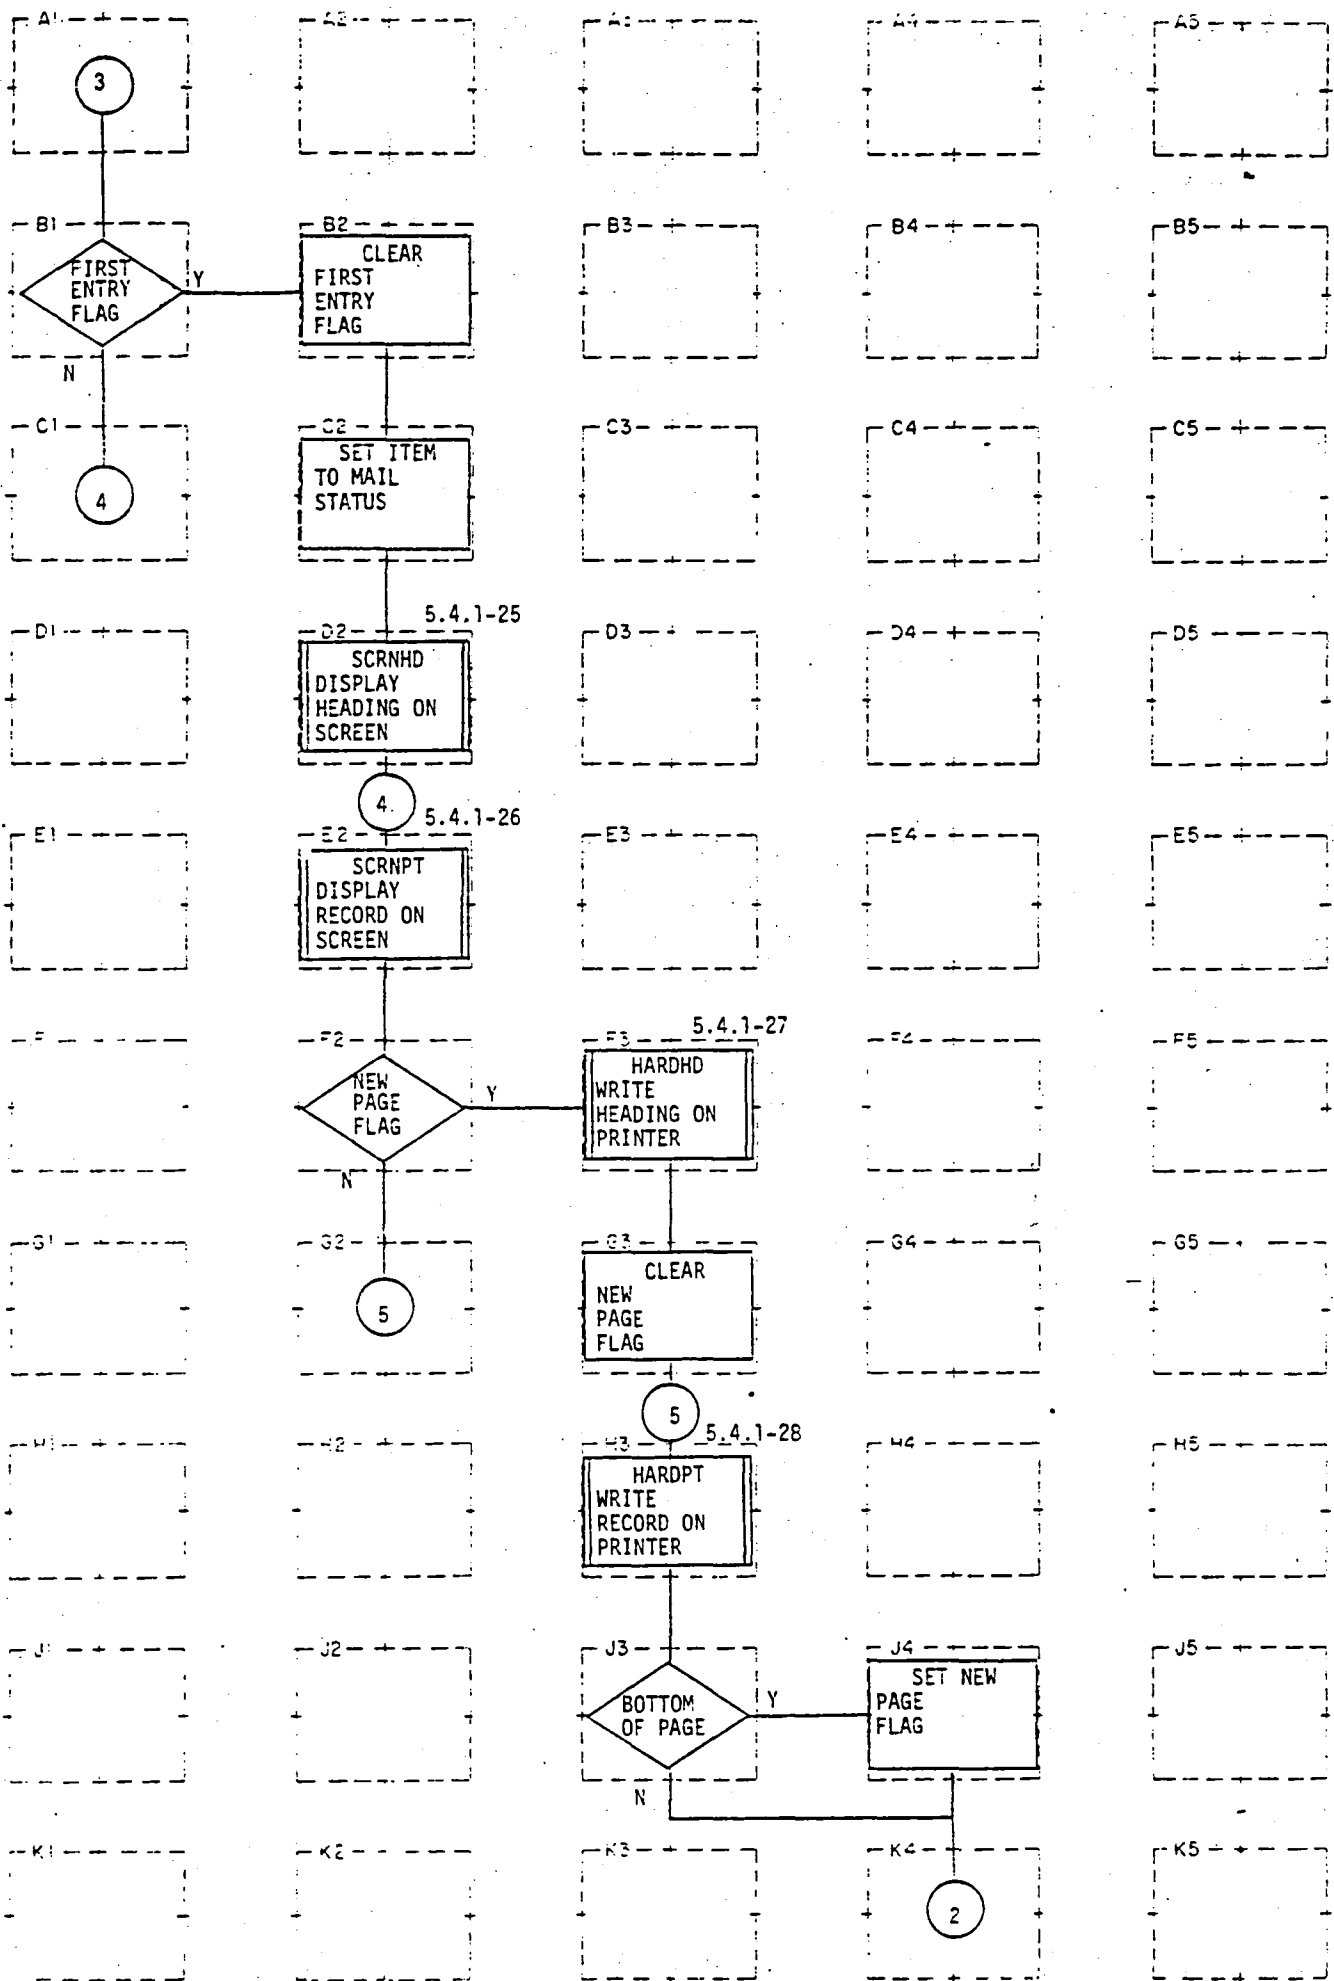 A1 A2 A4 A5
3
B1 B2 B3 B4 B5
FIRST
ENTRY
FLAG
Y
N
CLEAR
FIRST
ENTRY
FLAG
C1 C2 C3 C4 C5
4
SET ITEM
TO MAIL
STATUS
5.4.1-25
D1 D2 D3 D4 D5
SCRNHD
DISPLAY
HEADING ON
SCREEN
4
5.4.1-26
E1 E2 E3 E4 E5
SCRNPT
DISPLAY
RECORD ON
SCREEN
5.4.1-27
F2 F3 F4 F5
NEW
PAGE
FLAG
Y
N
HARDHD
WRITE
HEADING ON
PRINTER
G1 G2 G3 G4 G5
5
CLEAR
NEW
PAGE
FLAG
5
5.4.1-28
H1 H2 H3 H4 H5
HARDPT
WRITE
RECORD ON
PRINTER
J1 J2 J3 J4 J5
BOTTOM
OF PAGE
Y
N
SET NEW
PAGE
FLAG
K1 K2 K3 K4 K5
2